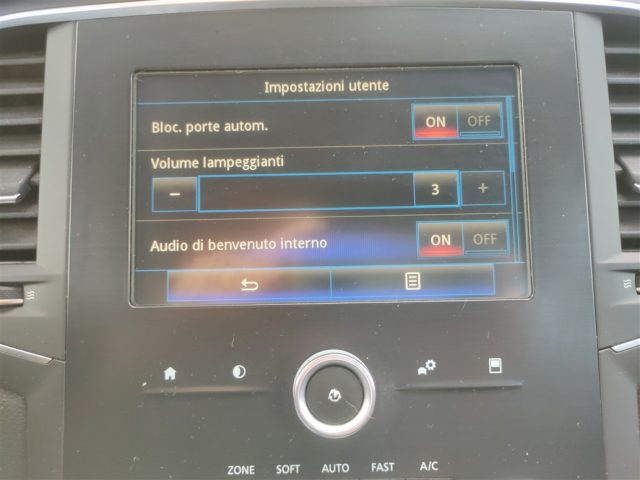 Impostazioni utente
Bloc. porte autom. ON OFF
Volume lampeggianti
− 3 +
Audio di benvenuto interno ON OFF
ZONE SOFT AUTO FAST A/C